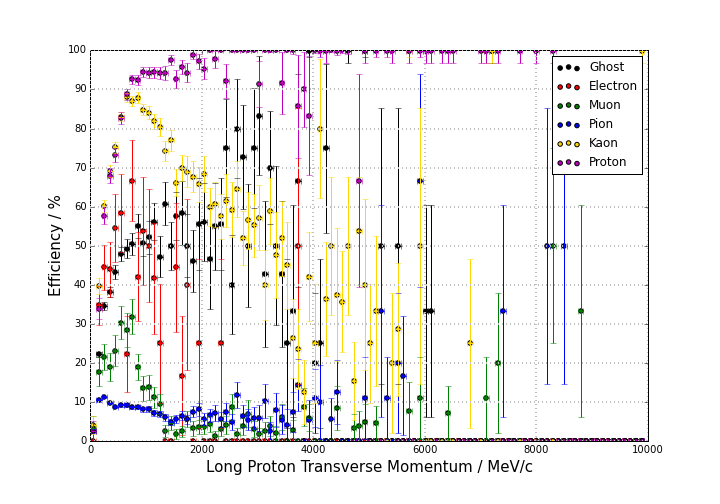 100
90
80
70
60
50
40
30
20
10
0
Efficiency / %
0
2000
4000
6000
8000
10000
Long Proton Transverse Momentum / MeV/c
Ghost
Electron
Muon
Pion
Kaon
Proton